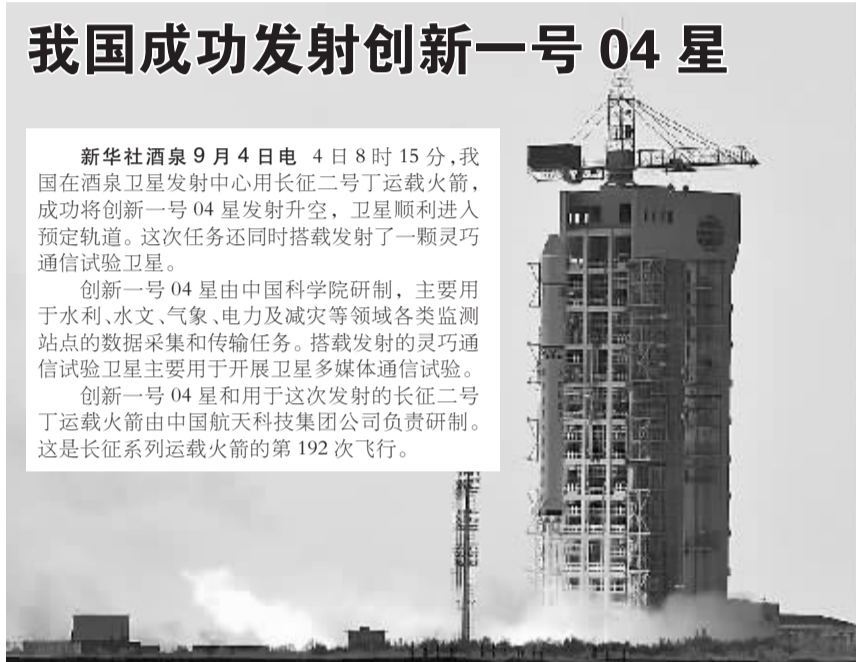 我国成功发射创新一号 04 星
新华社酒泉 9 月 4 日电 4 日 8 时 15 分,我
国在酒泉卫星发射中心用长征二号丁运载火箭,
成功将创新一号 04 星发射升空，卫星顺利进入
预定轨道。这次任务还同时搭载发射了一颗灵巧
通信试验卫星。
创新一号 04 星由中国科学院研制，主要用
于水利、水文、气象、电力及减灾等领域各类监测
站点的数据采集和传输任务。搭载发射的灵巧通
信试验卫星主要用于开展卫星多媒体通信试验。
创新一号 04 星和用于这次发射的长征二号
丁运载火箭由中国航天科技集团公司负责研制。
这是长征系列运载火箭的第 192 次飞行。